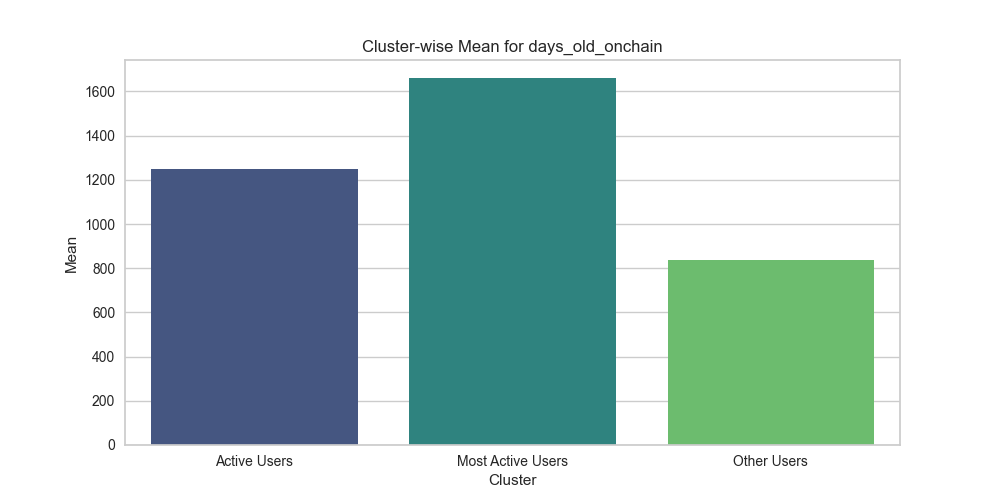 Cluster-wise Mean for days_old_onchain
1600
1400
1200
1000
800
600
400
200
0
Mean
Active Users
Most Active Users
Other Users
Cluster